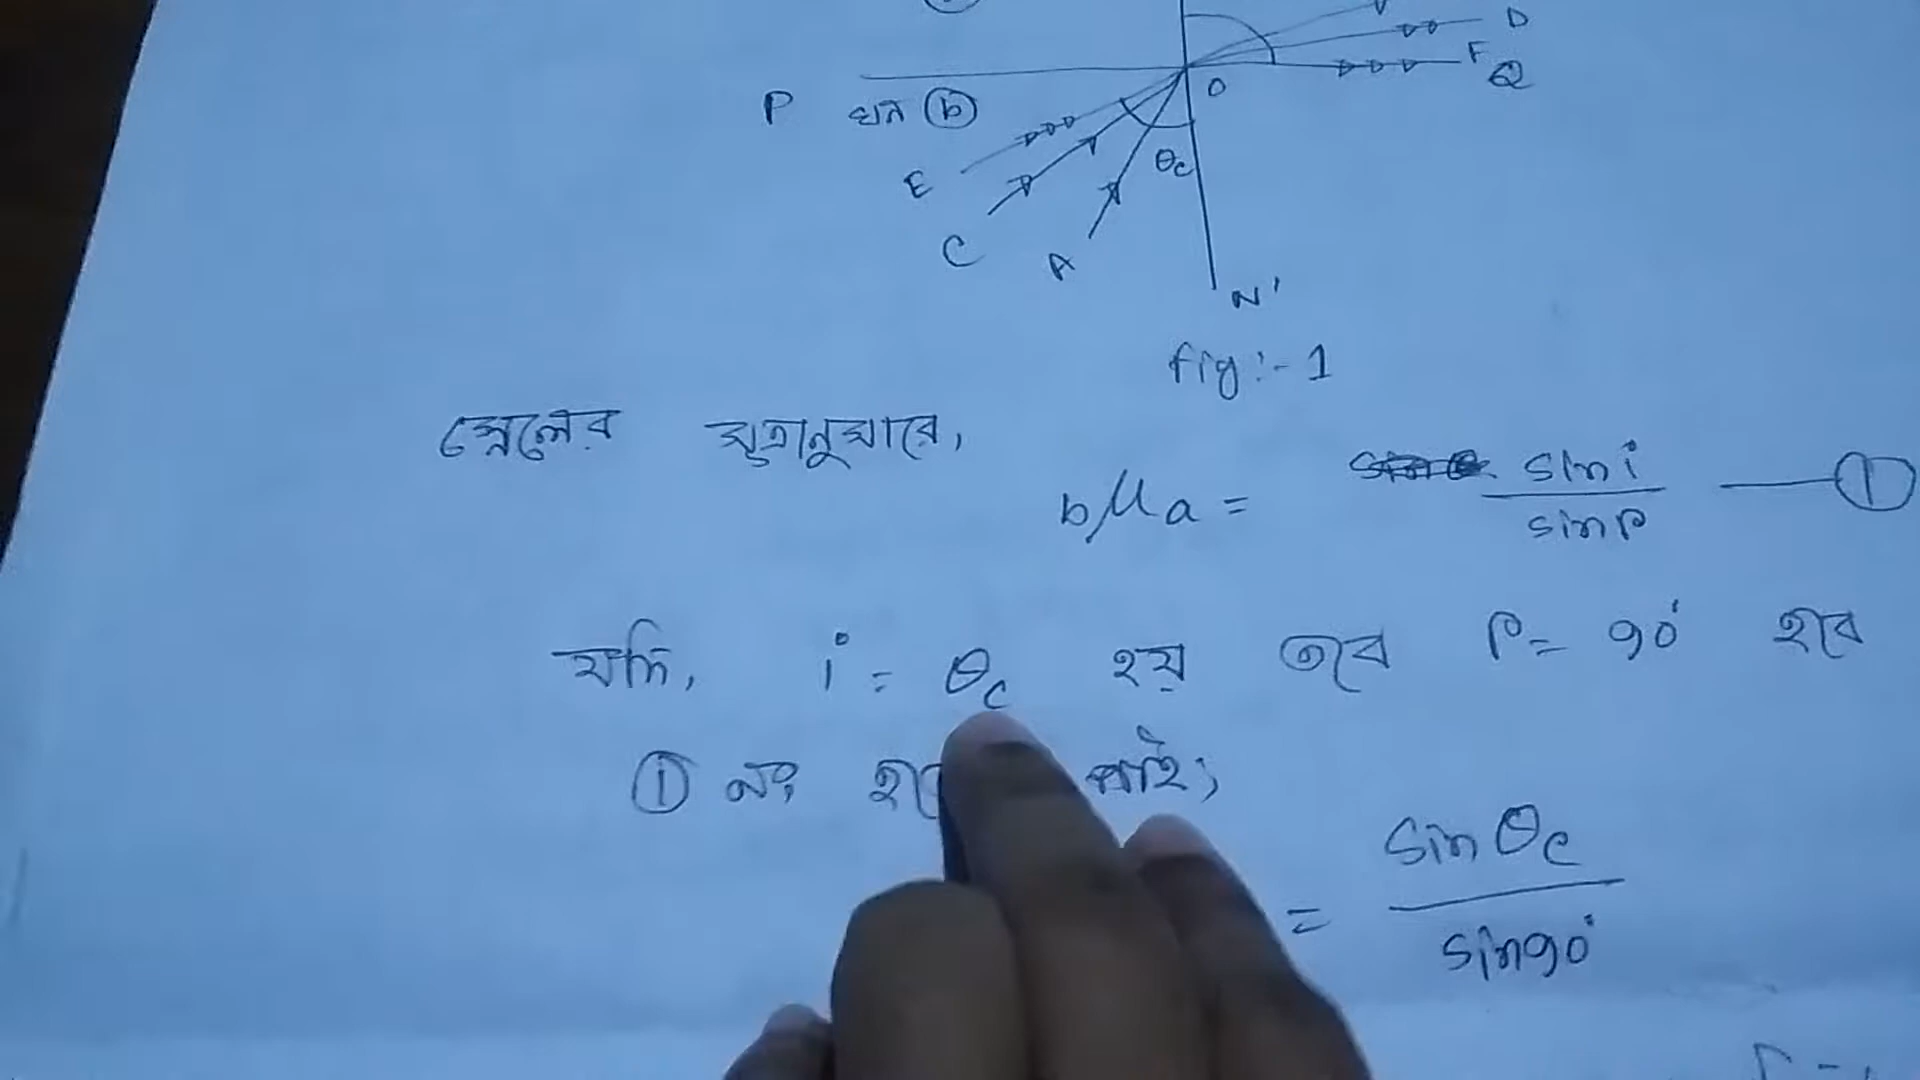 D
F
P ঘন (b) O Q
E θc
C A
N'
fig:- 1
স্নেলের সূত্রানুসারে,
bμa = sin i / sin r —— (1)
যদি, i = θc হয় তবে r = 90° হবে
(1) নং হতে পাই,
= sin θc / sin 90°